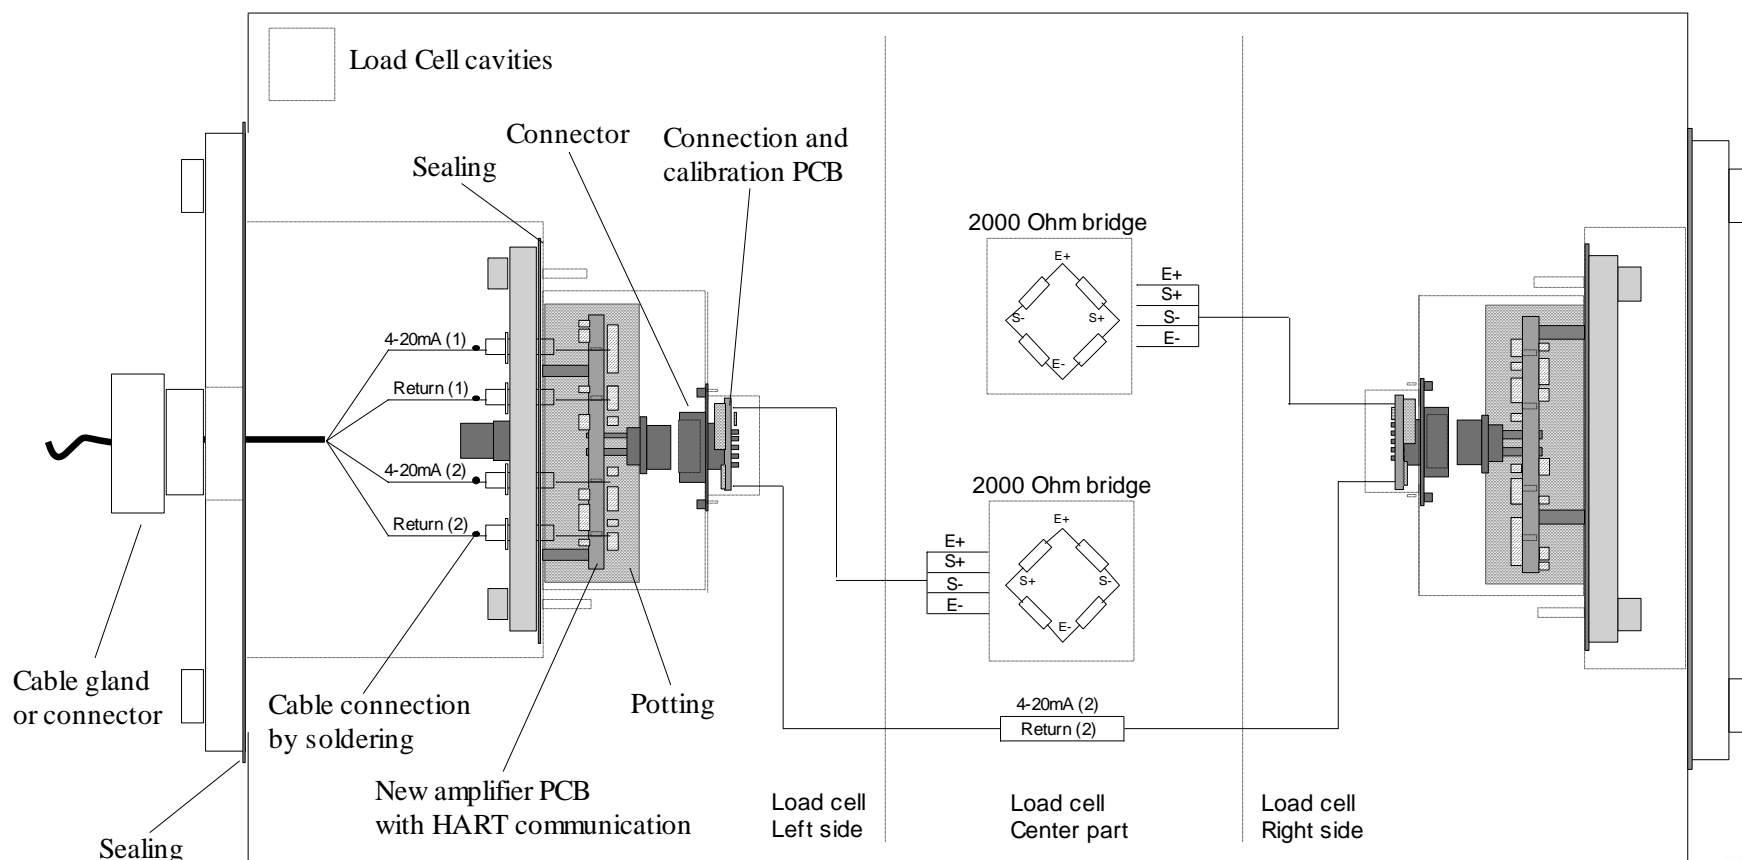 Load Cell cavities
Connector
Connection and
calibration PCB
Sealing
2000 Ohm bridge
E+
S-
S+
E-
E+
S+
S-
E-
4-20mA (1)
Return (1)
4-20mA (2)
Return (2)
2000 Ohm bridge
E+
S+
S-
E-
E+
S+
S-
E-
Cable gland
or connector
Cable connection
by soldering
Potting
4-20mA (2)
Return (2)
New amplifier PCB
with HART communication
Load cell
Left side
Load cell
Center part
Load cell
Right side
Sealing